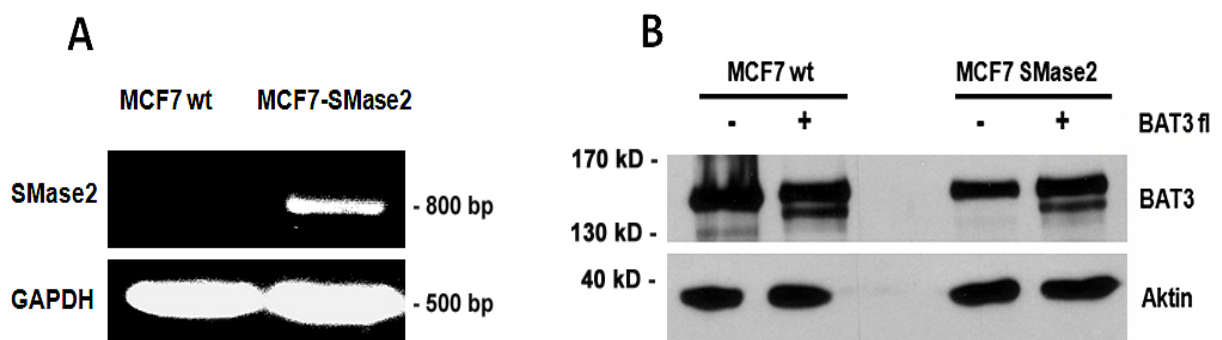 A
MCF7 wt MCF7-SMase2
SMase2
- 800 bp
GAPDH
- 500 bp
B
MCF7 wt MCF7 SMase2
- + - + BAT3 fl
170 kD -
BAT3
130 kD -
40 kD -
Aktin